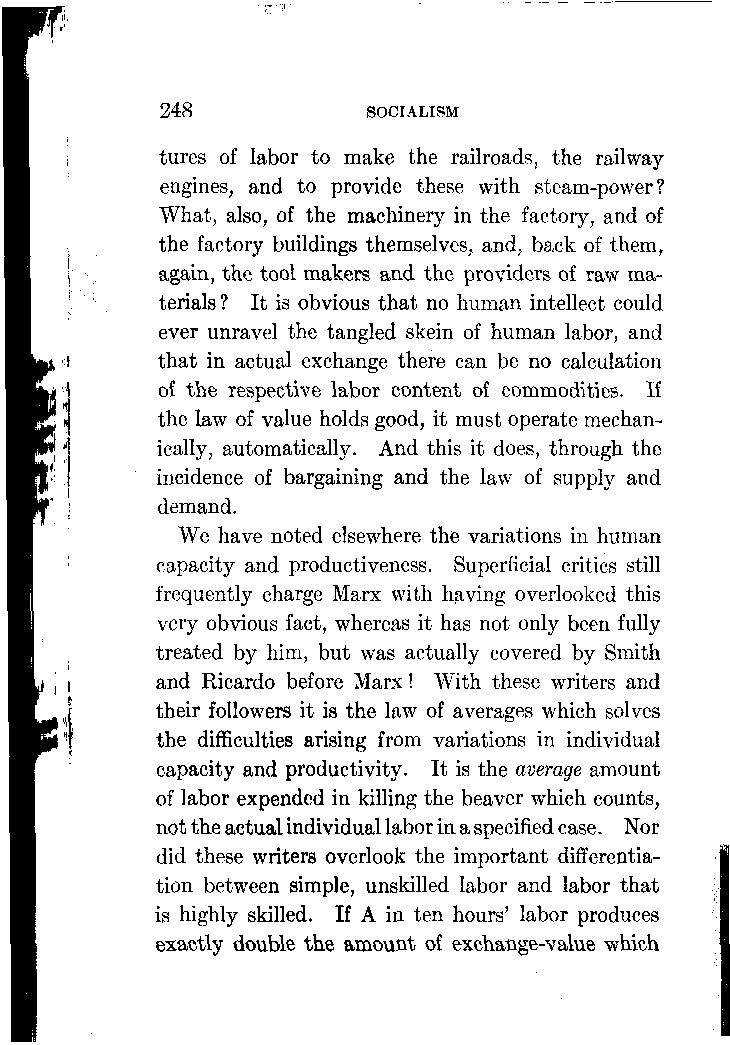 248 SOCIALISM
tures of labor to make the railroads, the railway
engines, and to provide these with steam-power?
What, also, of the machinery in the factory, and of
the factory buildings themselves, and, back of them,
again, the tool makers and the providers of raw ma-
terials? It is obvious that no human intellect could
ever unravel the tangled skein of human labor, and
that in actual exchange there can be no calculation
of the respective labor content of commodities. If
the law of value holds good, it must operate mechan-
ically, automatically. And this it does, through the
incidence of bargaining and the law of supply and
demand.
We have noted elsewhere the variations in human
capacity and productiveness. Superficial critics still
frequently charge Marx with having overlooked this
very obvious fact, whereas it has not only been fully
treated by him, but was actually covered by Smith
and Ricardo before Marx! With these writers and
their followers it is the law of averages which solves
the difficulties arising from variations in individual
capacity and productivity. It is the average amount
of labor expended in killing the beaver which counts,
not the actual individual labor in a specified case. Nor
did these writers overlook the important differentia-
tion between simple, unskilled labor and labor that
is highly skilled. If A in ten hours' labor produces
exactly double the amount of exchange-value which